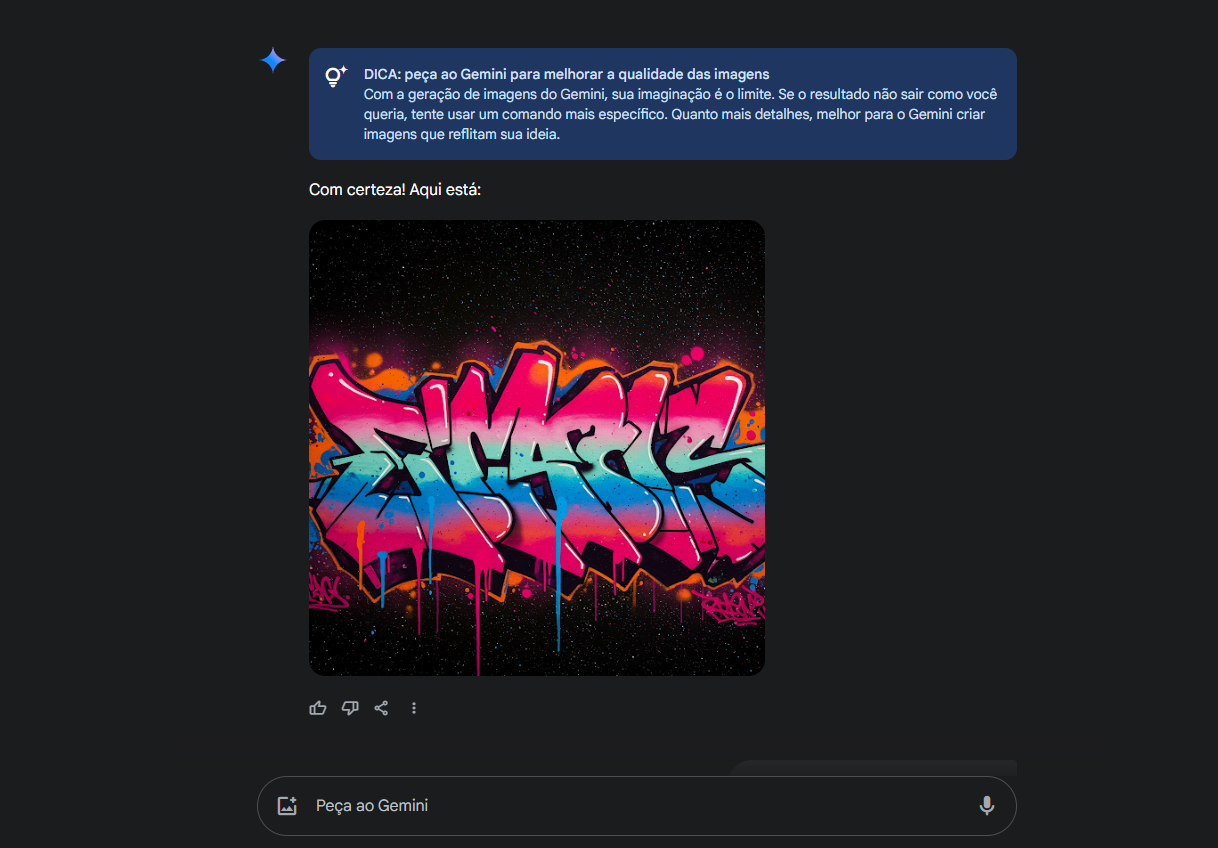 DICA: peça ao Gemini para melhorar a qualidade das imagens
Com a geração de imagens do Gemini, sua imaginação é o limite. Se o resultado não sair como você
queria, tente usar um comando mais específico. Quanto mais detalhes, melhor para o Gemini criar
imagens que reflitam sua ideia.
Com certeza! Aqui está:
Peça ao Gemini